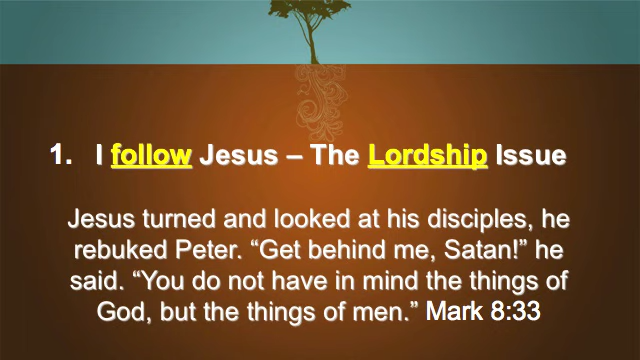 1. I follow Jesus – The Lordship Issue
Jesus turned and looked at his disciples, he
rebuked Peter. “Get behind me, Satan!” he
said. “You do not have in mind the things of
God, but the things of men.” Mark 8:33